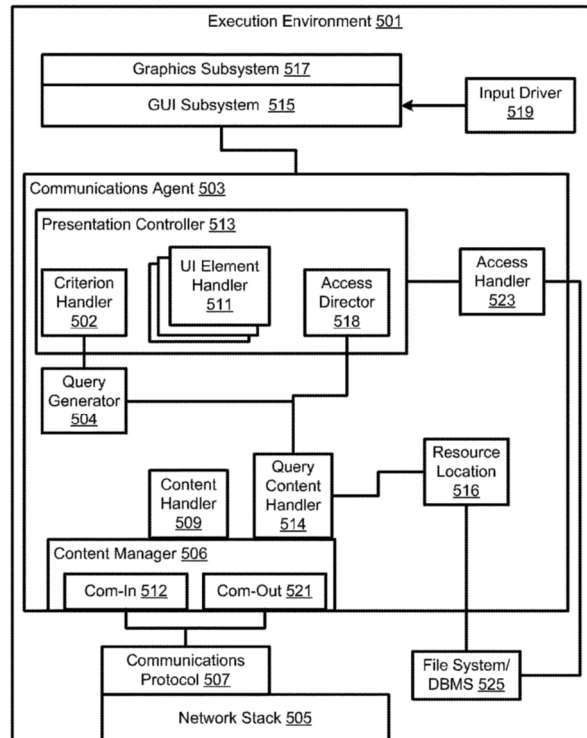 Execution Environment 501
Graphics Subsystem 517
GUI Subsystem 515
Input Driver
519
Communications Agent 503
Presentation Controller 513
Criterion
Handler
502
UI Element
Handler
511
Access
Director
518
Access
Handler
523
Query
Generator
504
Content
Handler
509
Query
Content
Handler
514
Resource
Location
516
Content Manager 506
Com-In 512
Com-Out 521
Communications
Protocol 507
File System/
DBMS 525
Network Stack 505